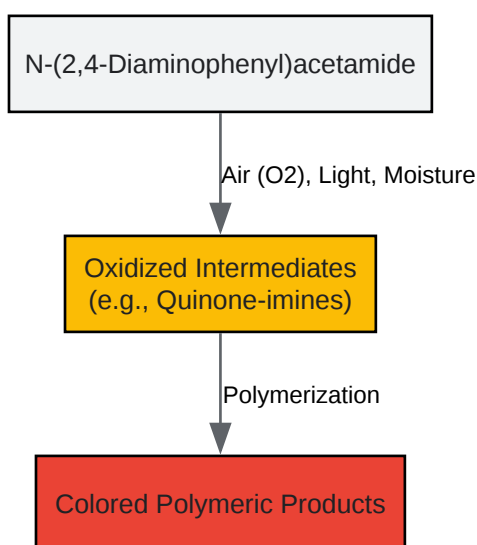 N-(2,4-Diaminophenyl)acetamide
Air (O2), Light, Moisture
Oxidized Intermediates
(e.g., Quinone-imines)
Polymerization
Colored Polymeric Products